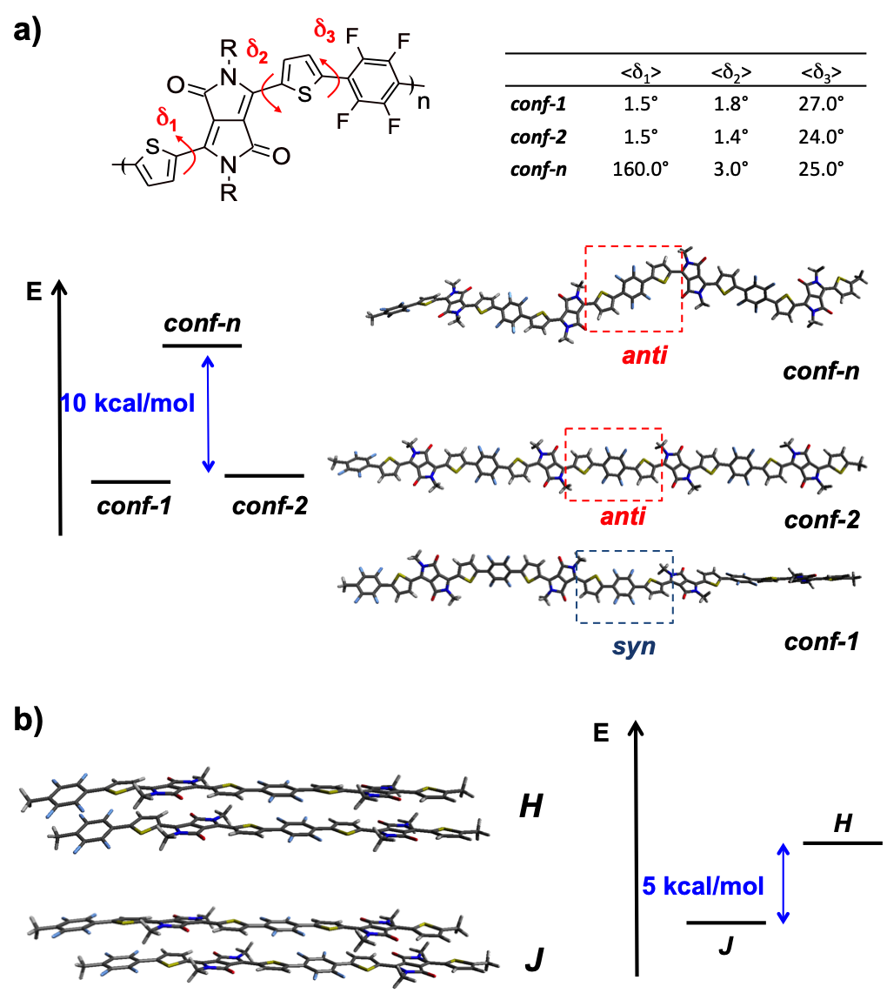 a)
R
δ2
δ3
F
F
O
N
S
n
δ1
F
F
S
O
N
R
<δ1> <δ2> <δ3>
conf-1 1.5° 1.8° 27.0°
conf-2 1.5° 1.4° 24.0°
conf-n 160.0° 3.0° 25.0°
E
conf-n
10 kcal/mol
conf-1
conf-2
anti
conf-n
anti
conf-2
syn
conf-1
b)
H
J
E
H
5 kcal/mol
J